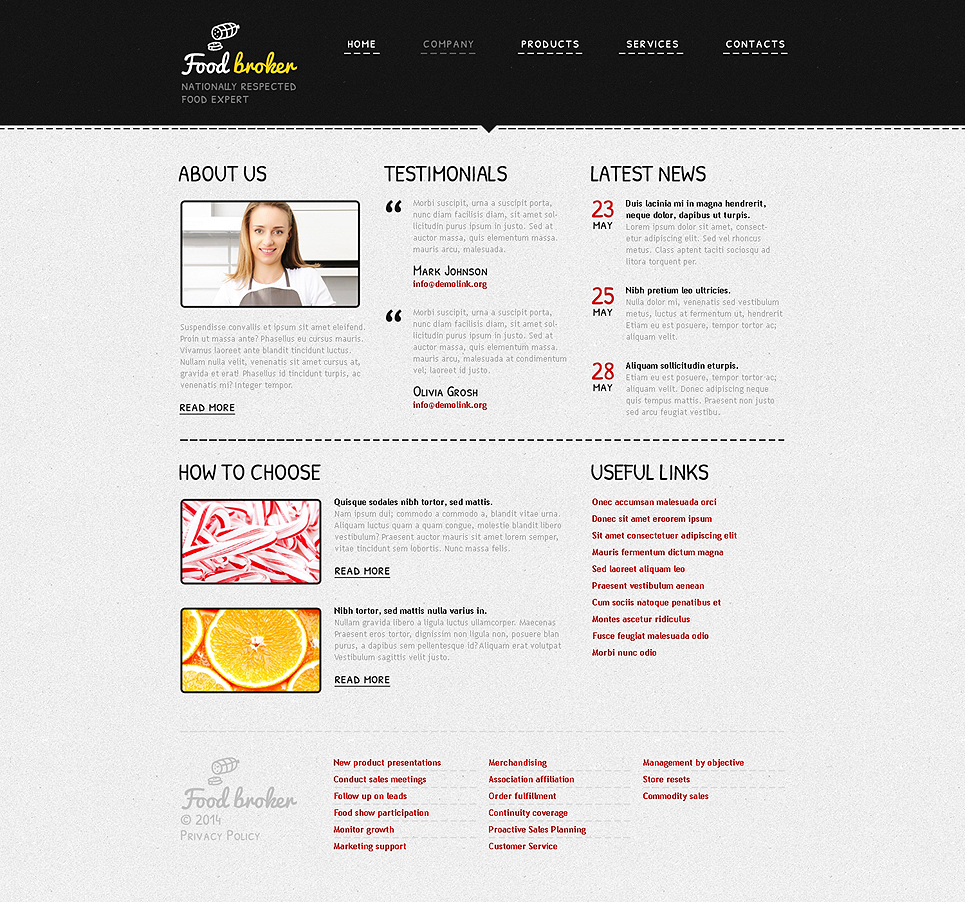 Food broker
NATIONALLY RESPECTED
FOOD EXPERT
HOME
COMPANY
PRODUCTS
SERVICES
CONTACTS
ABOUT US
Suspendisse convallis et ipsum sit amet eleifend.
Proin ut massa ante? Phasellus eu cursus mauris.
Vivamus laoreet ante blandit tincidunt luctus.
Nullam nulla velit, venenatis sit amet cursus at,
gravida et erat! Phasellus id tincidunt turpis, ac
venenatis mi? Integer tempor.
READ MORE
TESTIMONIALS
“
Morbi suscipit, urna a suscipit porta,
nunc diam facilisis diam, sit amet sol-
licitudin purus ipsum in justo. Sed at
auctor massa, quis elementum massa.
mauris arcu, malesuada.
Mark Johnson
info@demolink.org
“
Morbi suscipit, urna a suscipit porta,
nunc diam facilisis diam, sit amet sol-
licitudin purus ipsum in justo. Sed at
auctor massa, quis elementum massa.
mauris arcu, malesuada at condimentum
vel; laoreet id justo.
Olivia Grosh
info@demolink.org
LATEST NEWS
23
MAY
Duis lacinia mi in magna hendrerit,
neque dolor, dapibus ut turpis.
Lorem ipsum dolor sit amet, consect-
etur adipiscing elit. Sed vel rhoncus
metus. Class aptent taciti sociosqu ad
litora torquent per.
25
MAY
Nibh pretium leo ultricies.
Nulla dolor mi, venenatis sed vestibulum
metus, luctus at fermentum ut, hendrerit
Etiam eu est posuere, tempor tortor ac;
aliquam velit.
28
MAY
Aliquam sollicitudin eturpis.
Etiam eu est posuere, tempor tortor ac;
aliquam velit. Donec adipiscing neque
quis tempus mattis. Praesent non justo
sed arcu feugiat vestibu.
HOW TO CHOOSE
Quisque sodales nibh tortor, sed mattis.
Nam ipsum dui; commodo a commodo a, blandit vitae urna.
Aliquam luctus quam a quam congue, molestie blandit libero
vestibulum? Praesent auctor mauris sit amet lorem semper,
vitae tincidunt sem lobortis. Nunc massa felis.
READ MORE
Nibh tortor, sed mattis nulla varius in.
Nullam gravida libero a ligula luctus ullamcorper. Maecenas
Praesent eros tortor, dignissim non ligula non, posuere blan
purus, a dapibus sem pellentesque id? Aliquam erat volutpat
Vestibulum sagittis velit justo.
READ MORE
USEFUL LINKS
Onec accumsan malesuada orci
Donec sit amet eroorem ipsum
Sit amet consectetuer adipiscing elit
Mauris fermentum dictum magna
Sed laoreet aliquam leo
Praesent vestibulum aenean
Cum sociis natoque penatibus et
Montes ascetur ridiculus
Fusce feugiat malesuada odio
Morbi nunc odio
Food broker
© 2014
Privacy Policy
New product presentations
Conduct sales meetings
Follow up on leads
Food show participation
Monitor growth
Marketing support
Merchandising
Association affiliation
Order fulfillment
Continuity coverage
Proactive Sales Planning
Customer Service
Management by objective
Store resets
Commodity sales